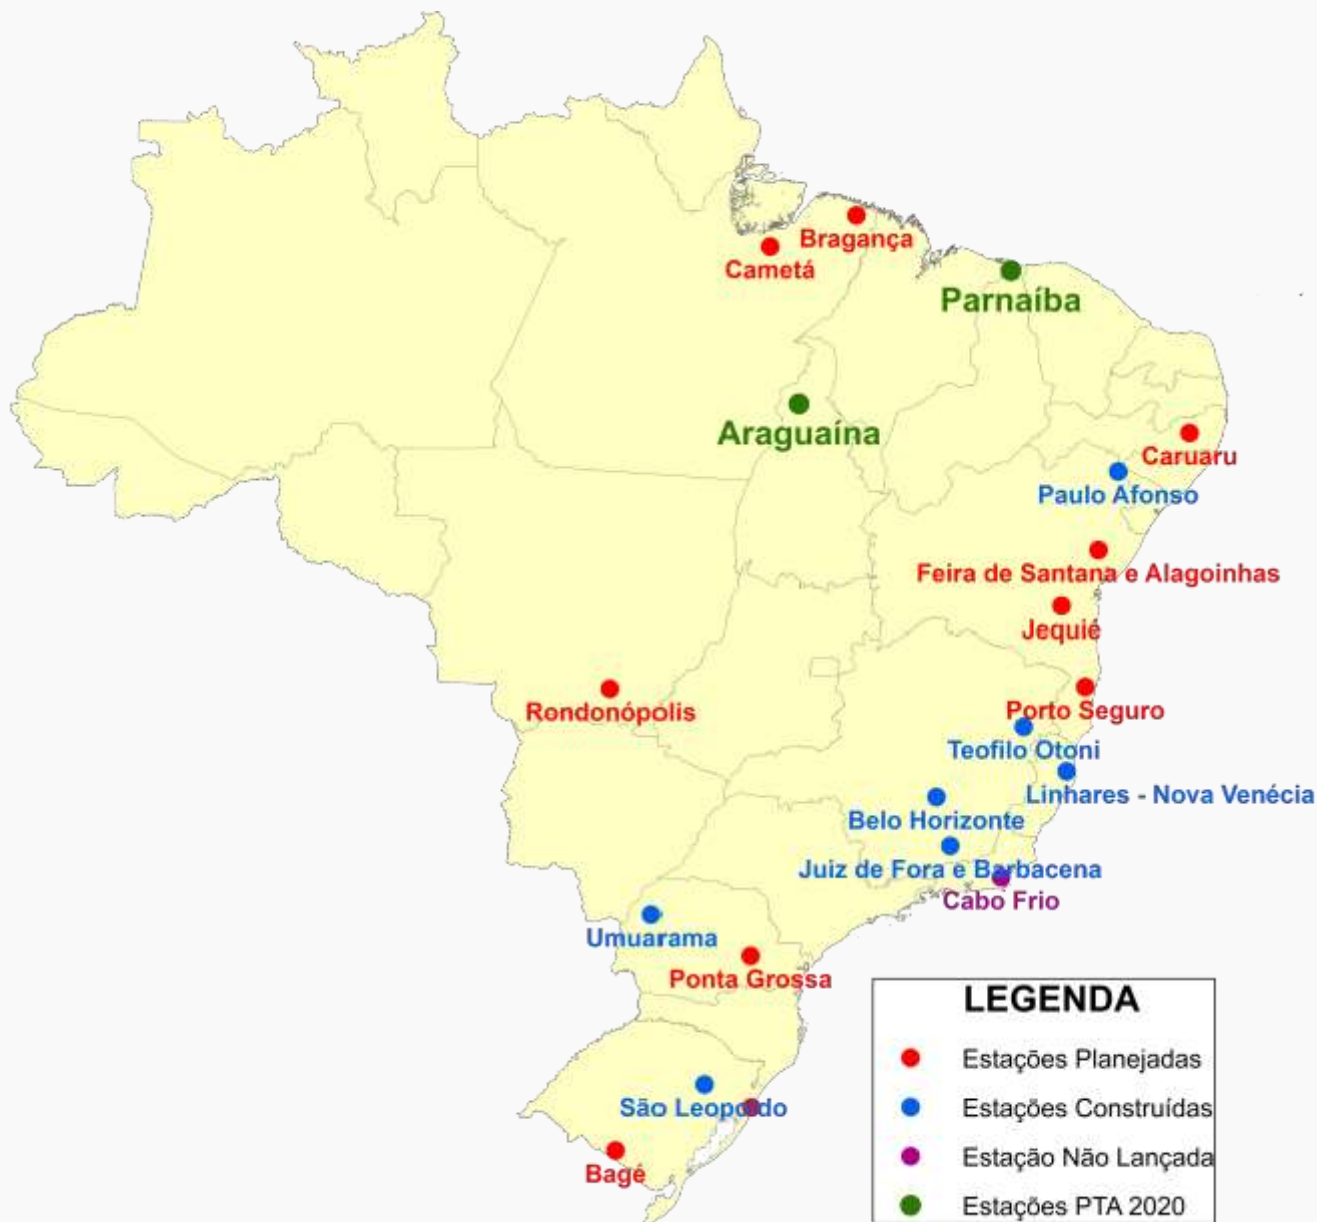 Bragança
Cametá
Parnaíba
Araguaína
Caruaru
Paulo Afonso
Feira de Santana e Alagoinhas
Jequié
Rondonópolis
Porto Seguro
Teofilo Otoni
Linhares - Nova Venécia
Belo Horizonte
Juiz de Fora e Barbacena
Cabo Frio
Umuarama
Ponta Grossa
São Leopoldo
Bagé
LEGENDA
Estações Planejadas
Estações Construídas
Estação Não Lançada
Estações PTA 2020